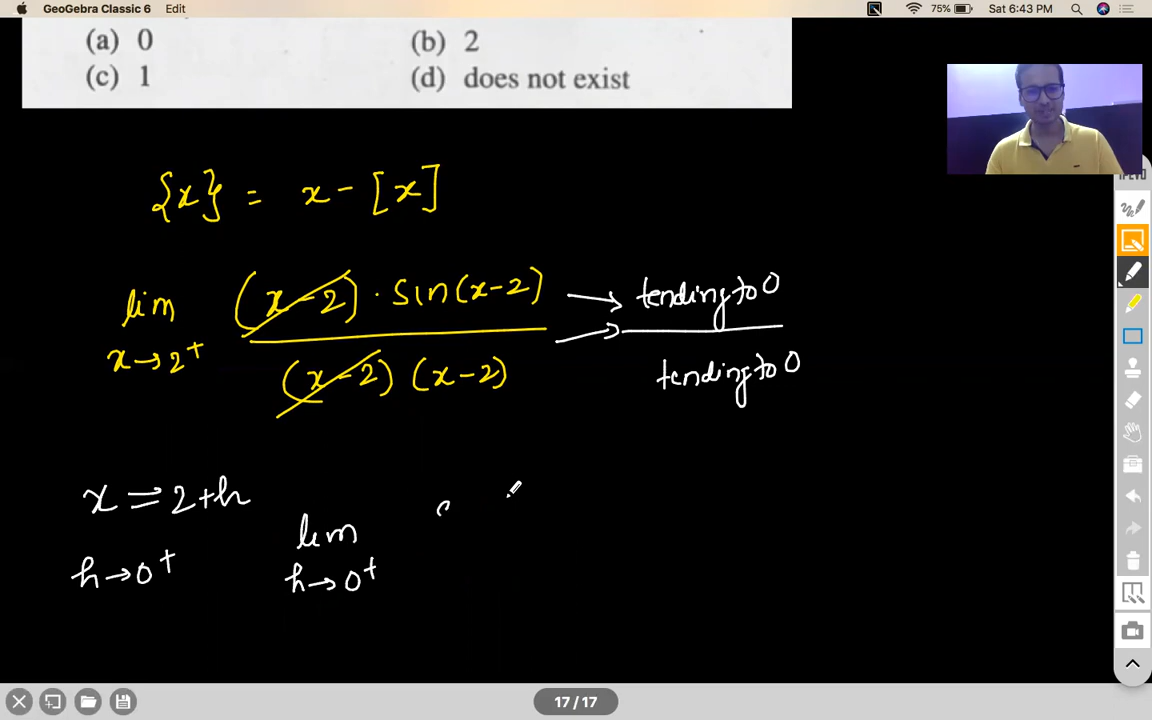 GeoGebra Classic 6 Edit 75% Sat 6:43 PM
(a) 0 (b) 2
(c) 1 (d) does not exist
{x} = x - [x]
lim x→2+ (x-2) · sin(x-2) / (x-2) (x-2) → tending to 0 / tending to 0
x = 2+h
h→0+
lim h→0+
17 / 17